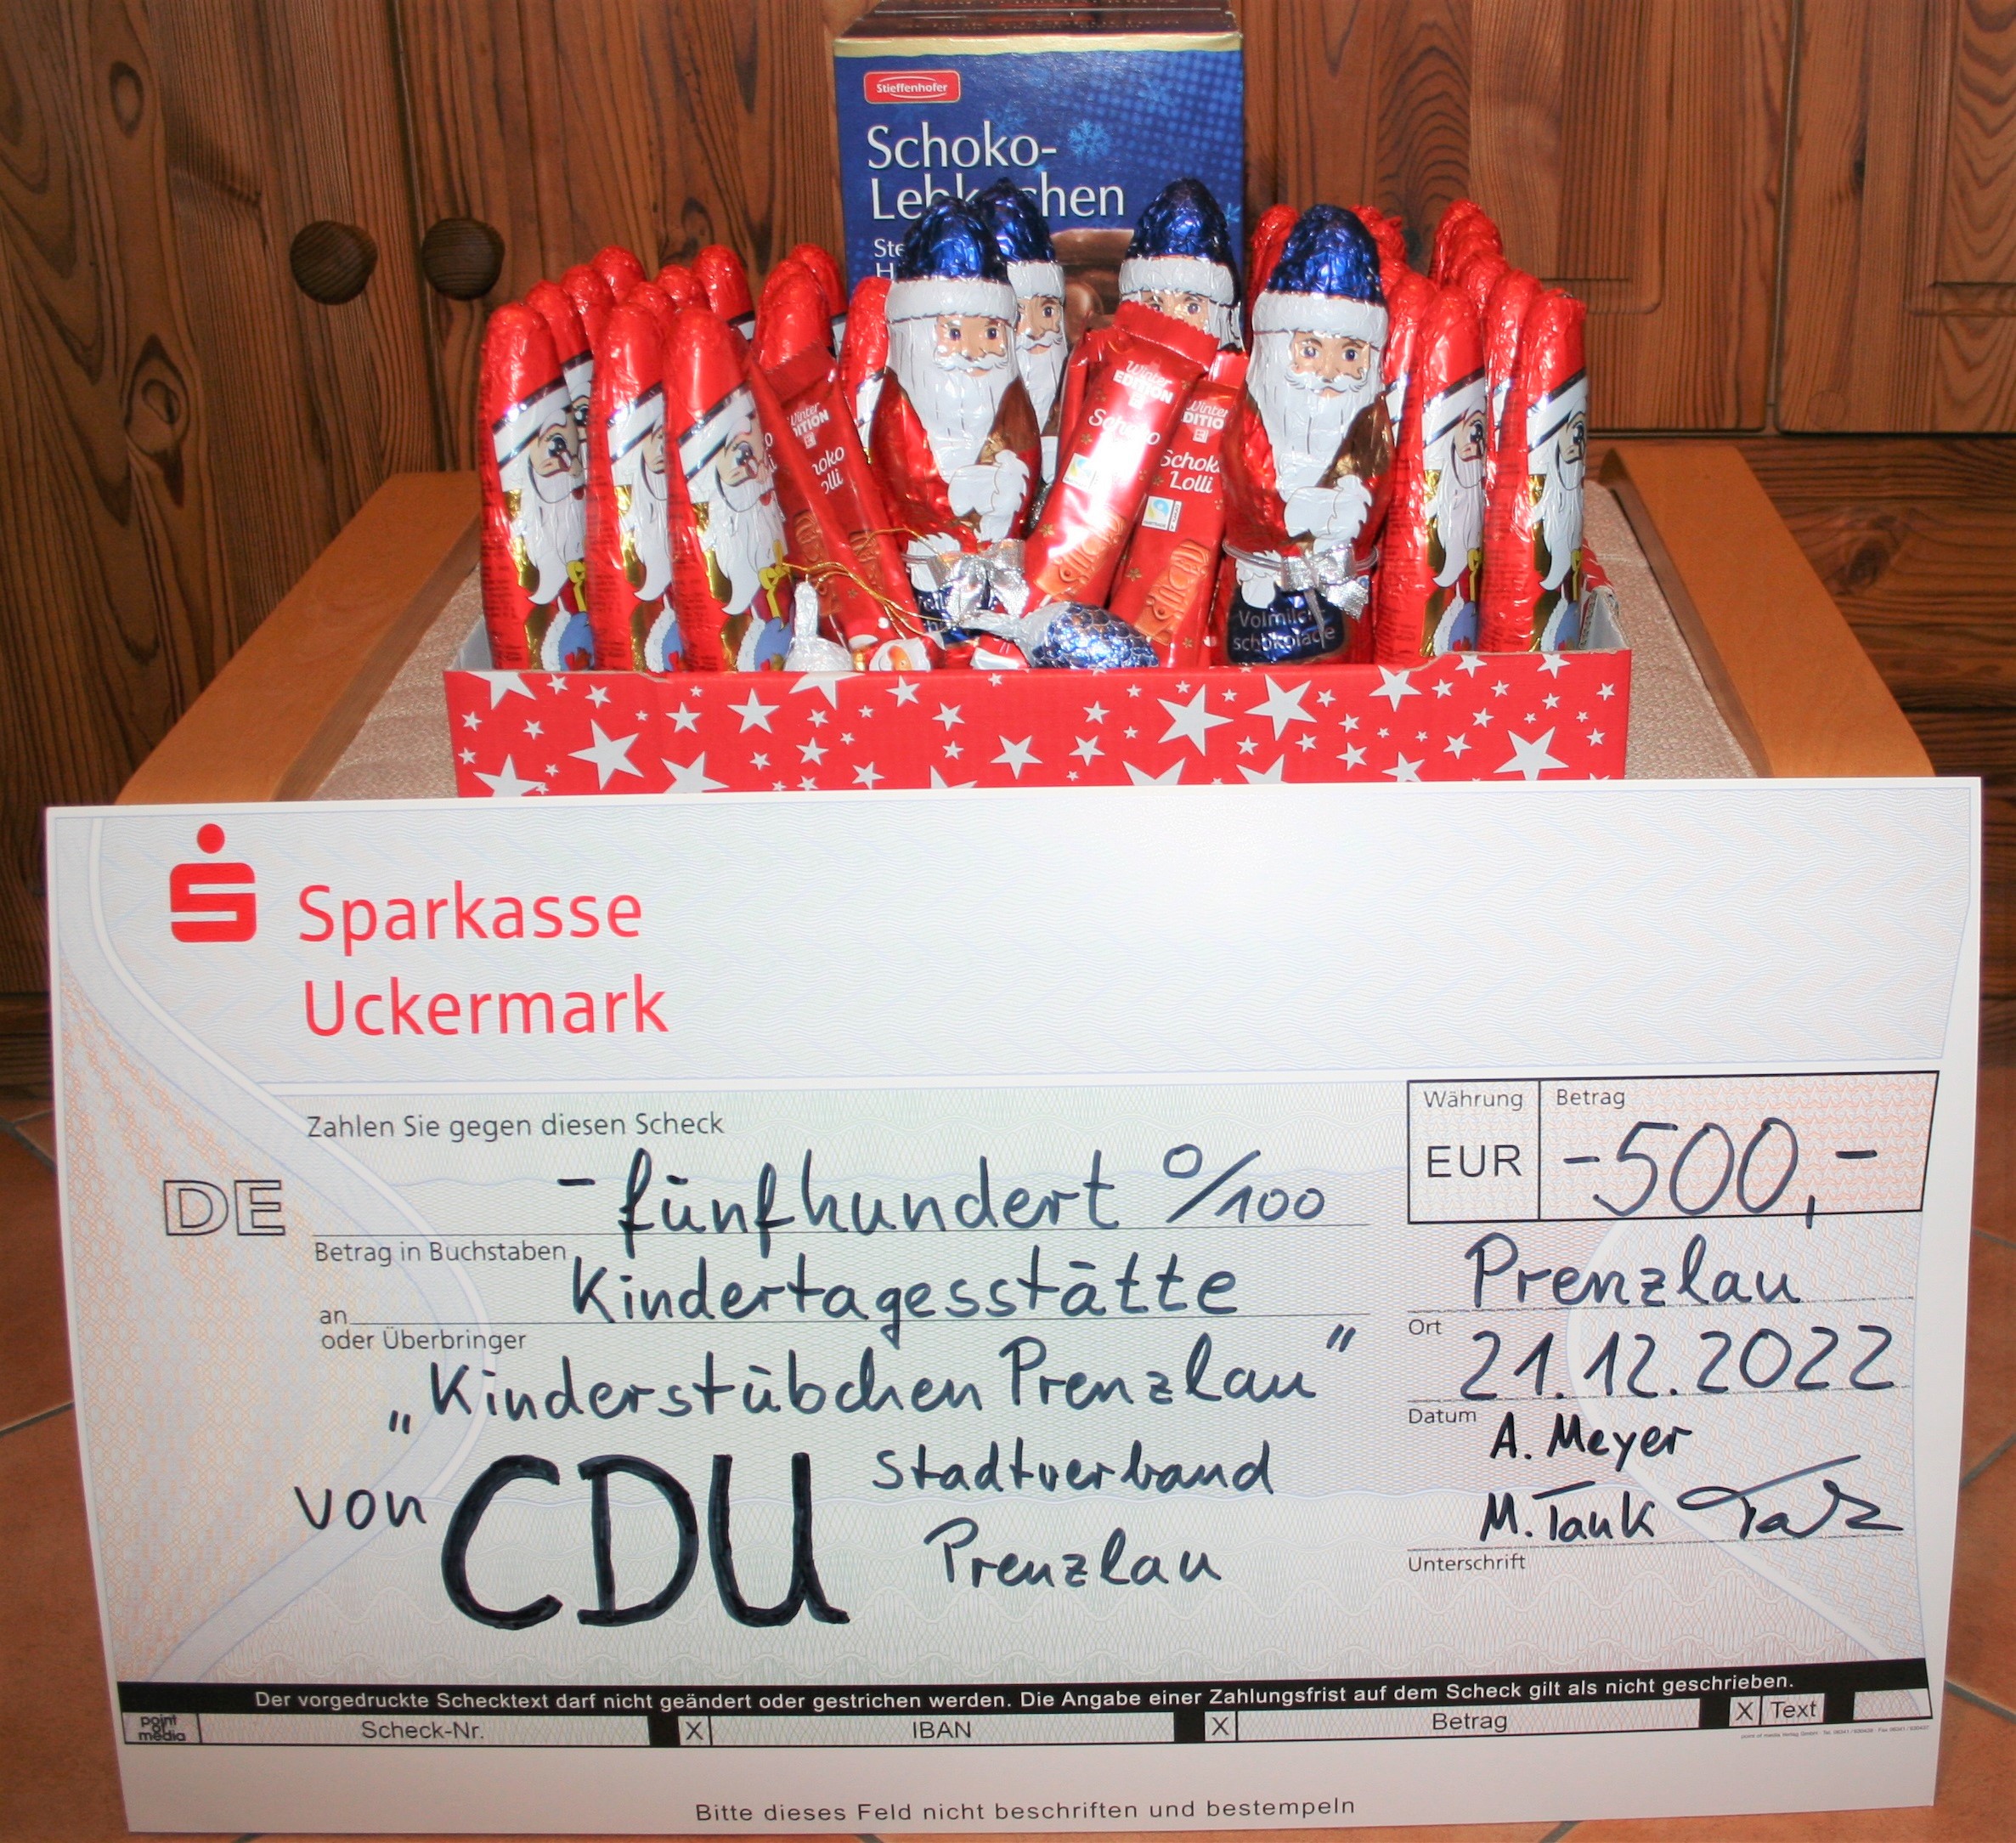 Stieffenhofer
Schoko-
Winter
EDITION
Schoko
Winter
Lolli
Volmilch
schokolade
Sparkasse
Uckermark
Zahlen Sie gegen diesen Scheck
Währung
Betrag
EUR
-500,-
DE
-fünfhundert 0/100
Betrag in Buchstaben
Kindertagesstätte
Prenzlau
an
oder Überbringer
Ort
„Kinderstübchen Prenzlau"
21.12.2022
Datum
A. Meyer
von CDU Stadtverband
Prenzlau
M. Tank
Unterschrift
Der vorgedruckte Schecktext darf nicht geändert oder gestrichen werden. Die Angabe einer Zahlungsfrist auf dem Scheck gilt als nicht geschrieben.
point of media
Scheck-Nr. X IBAN X Betrag X Text
Bitte dieses Feld nicht beschriften und bestempeln